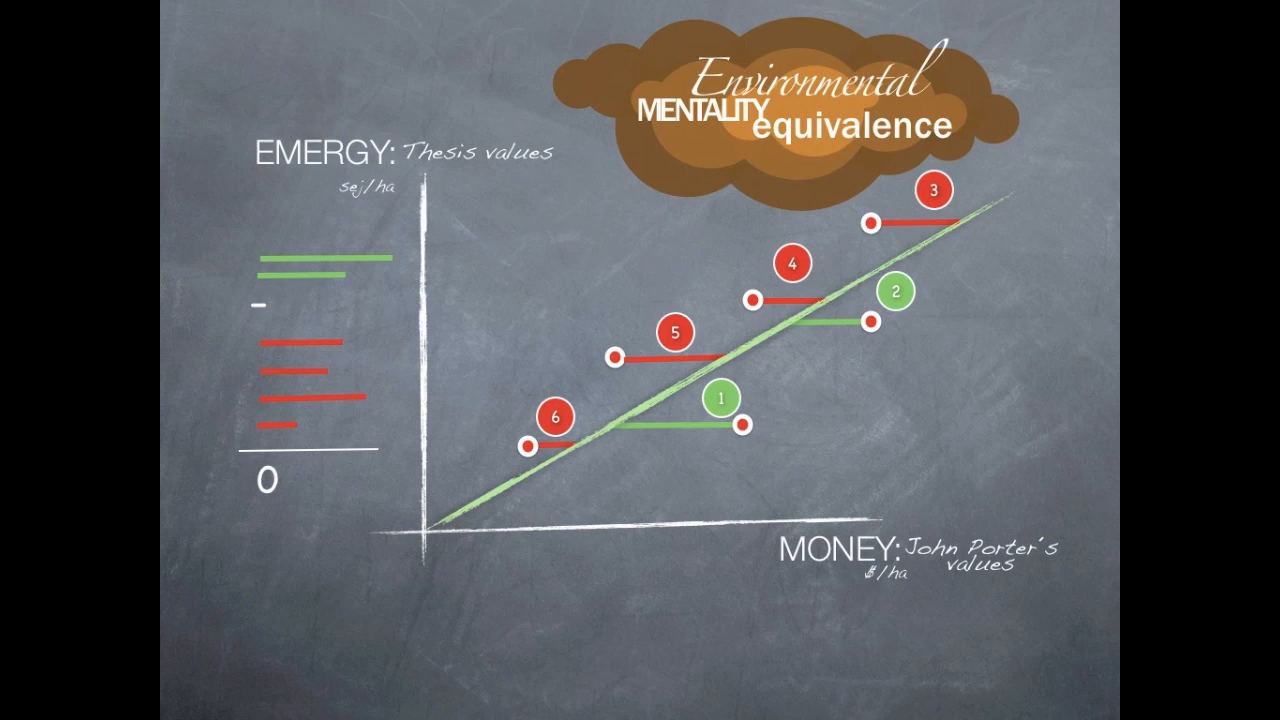 Environmental
MENTALITY
equivalence
EMERGY: Thesis values
sej/ha
3
4
2
5
1
6
–
0
MONEY: John Porter's
values
$/ha